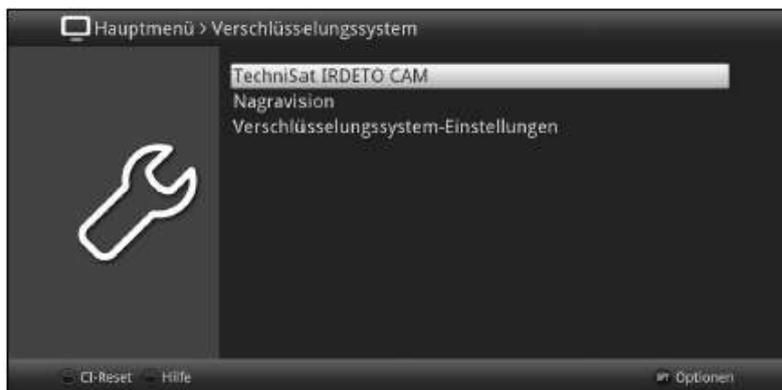 Hauptmenü > Verschlüsselungssystem
TechniSat IRDETO CAM
Nagravision
Verschlüsselungssystem-Einstellungen
CI-Reset Hilfe Optionen